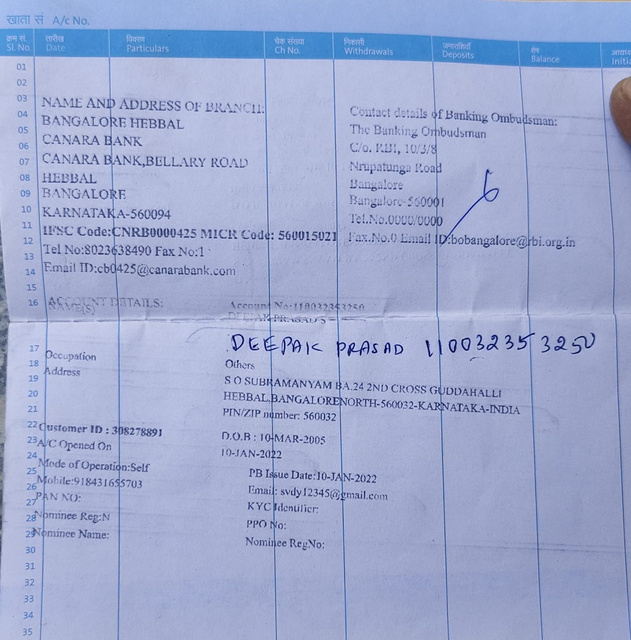 खाता सं A/c No.
क्रम सं. तारीख विवरण चेक संख्या निकासी जमाराशियाँ शेष
Sl. No. Date Particulars Ch No. Withdrawals Deposits Balance Initi
01
02
03 NAME AND ADDRESS OF BRANCH: Contact details of Banking Ombudsman:
04 BANGALORE HEBBAL The Banking Ombudsman
05 CANARA BANK C/o. RBI, 10/3/8
06 CANARA BANK,BELLARY ROAD Nrupatunga Road
07 HEBBAL Bangalore
08 BANGALORE Bangalore-560001
09 KARNATAKA-560094 Tel.No.0000/0000
10 IFSC Code:CNRB0000425 MICR Code: 560015021 Fax.No.0 Email ID:bobangalore@rbi.org.in
11 Tel No:8023638490 Fax No:1
12 Email ID:cb0425@canarabank.com
13
14
15
16 ACCOUNT DETAILS: Account No:110032353250
NAME(S) DEEPAK PRASAD S
DEEPAK PRASAD 110032353250
17 Occupation Others
18 Address S O SUBRAMANYAM BA.24 2ND CROSS GUDDAHALLI
19 HEBBAL,BANGALORENORTH-560032-KARNATAKA-INDIA
20 PIN/ZIP number: 560032
21
22 Customer ID : 308278891 D.O.B : 10-MAR-2005
23 A/C Opened On 10-JAN-2022
24 Mode of Operation:Self PB Issue Date:10-JAN-2022
25 Mobile:918431655703 Email: svdy12345@gmail.com
26 PAN NO: KYC Identifier:
27 Nominee Reg:N PPO No:
28 Nominee Name: Nominee RegNo:
29
30
31
32
33
34
35